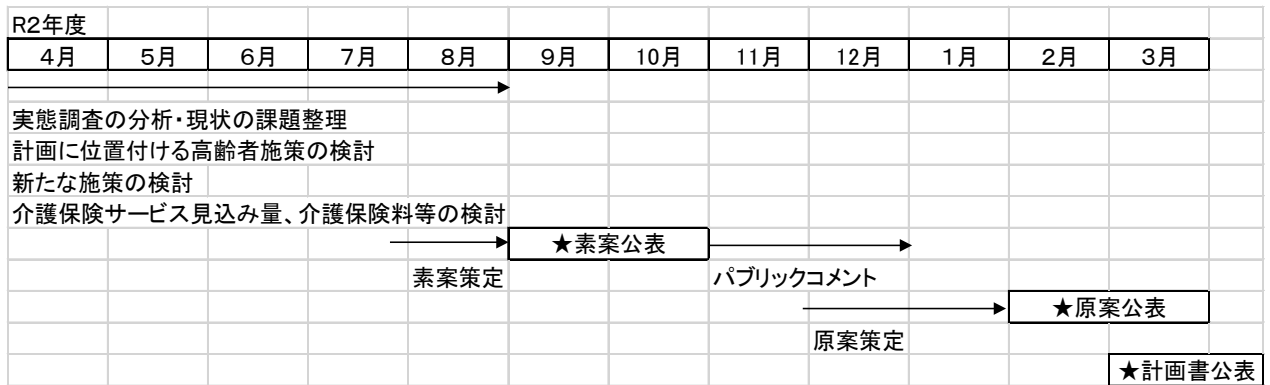 R2年度
4月 5月 6月 7月 8月 9月 10月 11月 12月 1月 2月 3月
実態調査の分析・現状の課題整理
計画に位置付ける高齢者施策の検討
新たな施策の検討
介護保険サービス見込み量、介護保険料等の検討
★素案公表
素案策定 パブリックコメント
★原案公表
原案策定
★計画書公表